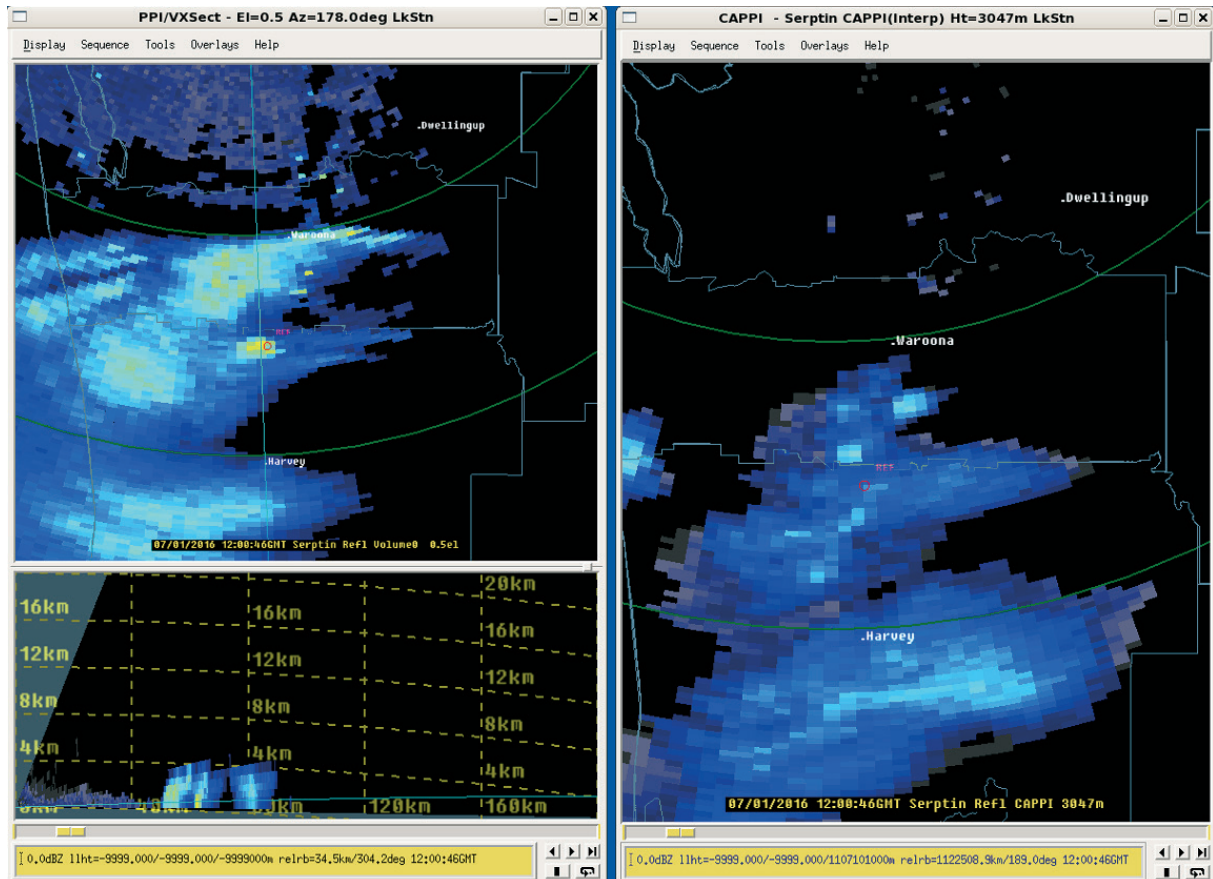 PPI/VXSect - El=0.5 Az=178.0deg LkStn
Display Sequence Tools Overlays Help
.Dwellingup
.Waroona
REF
.Harvey
07/01/2016 12:00:46GMT Serptin Refl Volume0 0.5el
20km
16km
16km
16km
12km
12km
12km
8km
8km
8km
4km
4km
4km
120km
160km
0.0dBZ llht=-9999.000/-9999.000/-9999000m relrb=34.5km/304.2deg 12:00:46GMT
CAPPI - Serptin CAPPI(Interp) Ht=3047m LkStn
Display Sequence Tools Overlays Help
.Dwellingup
.Waroona
REF
.Harvey
07/01/2016 12:00:46GMT Serptin Refl CAPPI 3047m
0.0dBZ llht=-9999.000/-9999.000/1107101000m relrb=1122508.9km/189.0deg 12:00:46GMT